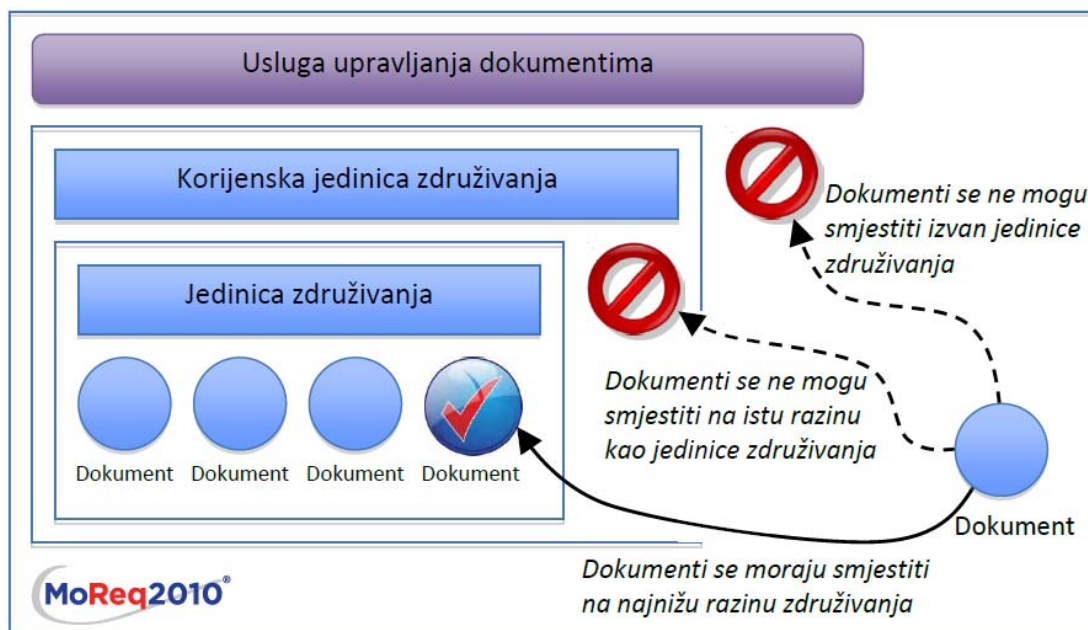 Usluga upravljanja dokumentima
Korijenska jedinica združivanja
Dokumenti se ne mogu
smjestiti izvan jedinice
združivanja
Jedinica združivanja
Dokumenti se ne mogu
smjestiti na istu razinu
kao jedinice združivanja
Dokument Dokument Dokument Dokument
Dokument
Dokumenti se moraju smjestiti
na najnižu razinu združivanja
MoReq2010®